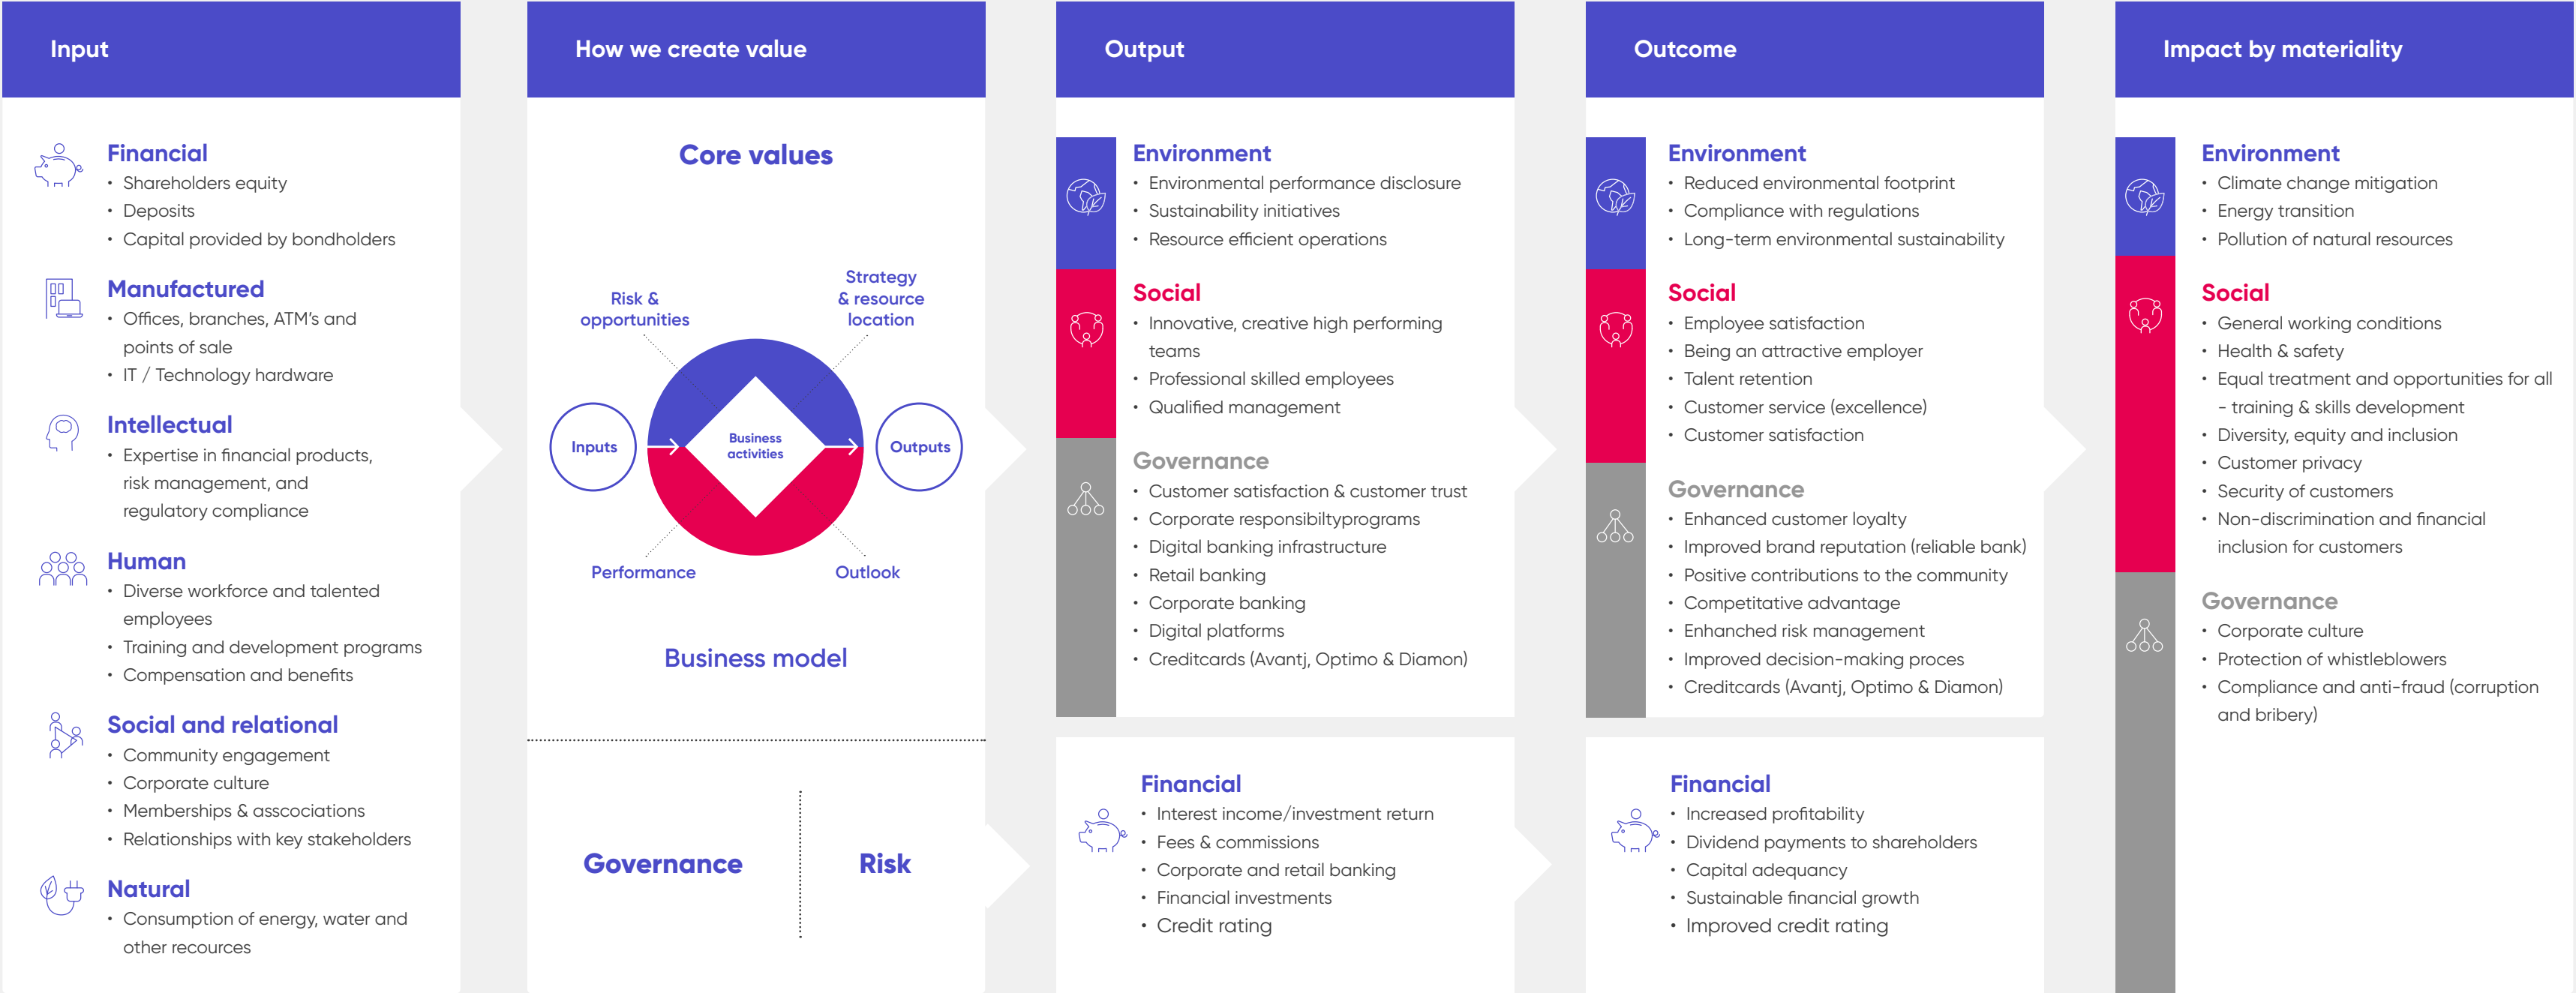 Input
Financial
• Shareholders equity
• Deposits
• Capital provided by bondholders
Manufactured
• Offices, branches, ATM's and
points of sale
• IT / Technology hardware
Intellectual
• Expertise in financial products,
risk management, and
regulatory compliance
Human
• Diverse workforce and talented
employees
• Training and development programs
• Compensation and benefits
Social and relational
• Community engagement
• Corporate culture
• Memberships & asscociations
• Relationships with key stakeholders
Natural
• Consumption of energy, water and
other recources
How we create value
Core values
Risk &
opportunities
Strategy
& resource
location
Inputs
Business
activities
Outputs
Performance
Outlook
Business model
Governance
Risk
Output
Environment
• Environmental performance disclosure
• Sustainability initiatives
• Resource efficient operations
Social
• Innovative, creative high performing
teams
• Professional skilled employees
• Qualified management
Governance
• Customer satisfaction & customer trust
• Corporate responsibiltyprograms
• Digital banking infrastructure
• Retail banking
• Corporate banking
• Digital platforms
• Creditcards (Avantj, Optimo & Diamon)
Financial
• Interest income/investment return
• Fees & commissions
• Corporate and retail banking
• Financial investments
• Credit rating
Outcome
Environment
• Reduced environmental footprint
• Compliance with regulations
• Long-term environmental sustainability
Social
• Employee satisfaction
• Being an attractive employer
• Talent retention
• Customer service (excellence)
• Customer satisfaction
Governance
• Enhanced customer loyalty
• Improved brand reputation (reliable bank)
• Positive contributions to the community
• Competitative advantage
• Enhanched risk management
• Improved decision-making proces
• Creditcards (Avantj, Optimo & Diamon)
Financial
• Increased profitability
• Dividend payments to shareholders
• Capital adequancy
• Sustainable financial growth
• Improved credit rating
Impact by materiality
Environment
• Climate change mitigation
• Energy transition
• Pollution of natural resources
Social
• General working conditions
• Health & safety
• Equal treatment and opportunities for all
- training & skills development
• Diversity, equity and inclusion
• Customer privacy
• Security of customers
• Non-discrimination and financial
inclusion for customers
Governance
• Corporate culture
• Protection of whistleblowers
• Compliance and anti-fraud (corruption
and bribery)